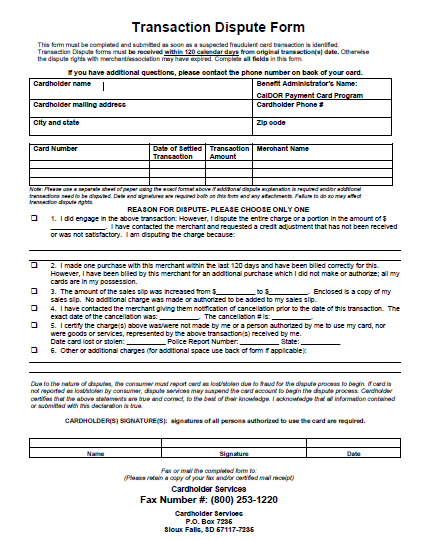 Transaction Dispute Form
This form must be completed and submitted as soon as a suspected fraudulent card transaction is identified.
Transaction Dispute forms must be received within 120 calendar days from original transaction(s) date. Otherwise
the dispute rights with merchant/association may have expired. Complete all fields in this form.
If you have additional questions, please contact the phone number on back of your card.
Cardholder name
Benefit Administrator's Name:
CalDOR Payment Card Program
Cardholder mailing address
Cardholder Phone #
City and state
Zip code
Card Number
Date of Settled Transaction
Transaction Amount
Merchant Name
Note: Please use a separate sheet of paper using the exact format above if additional dispute explanation is required and/or additional
transactions need to be disputed. Date and signatures are required both on this form and any attachments. Failure to do so may affect
transaction dispute rights.
REASON FOR DISPUTE- PLEASE CHOOSE ONLY ONE
1. I did engage in the above transaction: However, I dispute the entire charge or a portion in the amount of $
____________. I have contacted the merchant and requested a credit adjustment that has not been received
or was not satisfactory. I am disputing the charge because:
2. I made one purchase with this merchant within the last 120 days and have been billed correctly for this.
However, I have been billed by this merchant for an additional purchase which I did not make or authorize; all my
cards are in my possession.
3. The amount of the sales slip was increased from $________ to $________. Enclosed is a copy of my
sales slip. No additional charge was made or authorized to be added to my sales slip.
4. I have contacted the merchant giving them notification of cancellation prior to the date of this transaction. The
exact date of cancellation was: ________. The cancellation # is: ________.
5. I certify the charge(s) above was/were not made by me or a person authorized by me to use my card, nor
were goods or services, represented by the above transaction(s) received by me.
Date card lost or stolen: ________ Police Report Number: ________ State: ________
6. Other or additional charges (for additional space use back of form if applicable):
Due to the nature of disputes, the consumer must report card as lost/stolen due to fraud for the dispute process to begin. If card is
not reported as lost/stolen by consumer, dispute services may suspend the card account to begin the dispute process. Cardholder
certifies that the above statements are true and correct, to the best of their knowledge. I acknowledge that all information contained
or submitted with this declaration is true.
CARDHOLDER(S) SIGNATURE(S): signatures of all persons authorized to use the card are required.
Name
Signature
Date
Fax or mail the completed form to:
(Please retain a copy of your fax and/or certified mail receipt)
Cardholder Services
Fax Number #: (800) 253-1220
Cardholder Services
P.O. Box 7235
Sioux Falls, SD 57117-7235